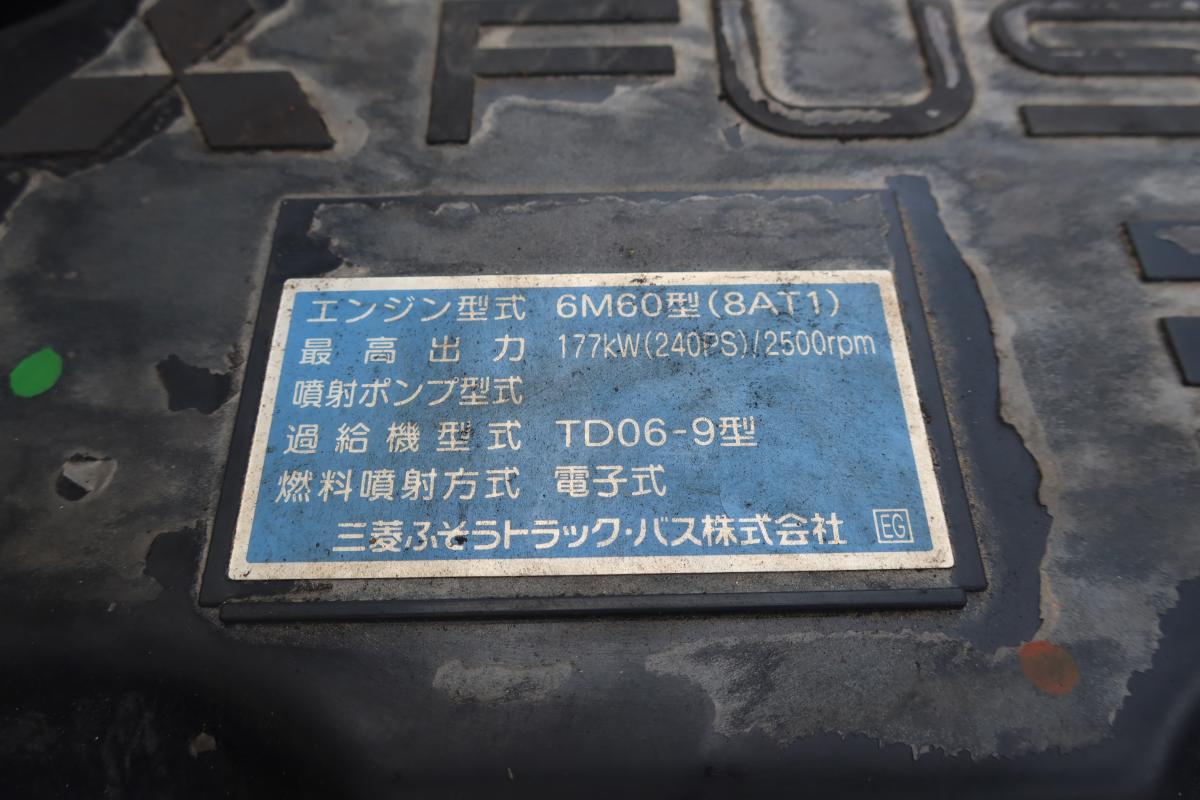 FUS
エンジン型式 6M60型(8AT1)
最高出力 177kW(240PS)/2500rpm
噴射ポンプ型式
過給機型式 TD06-9型
燃料噴射方式 電子式
三菱ふそうトラック・バス株式会社 EG